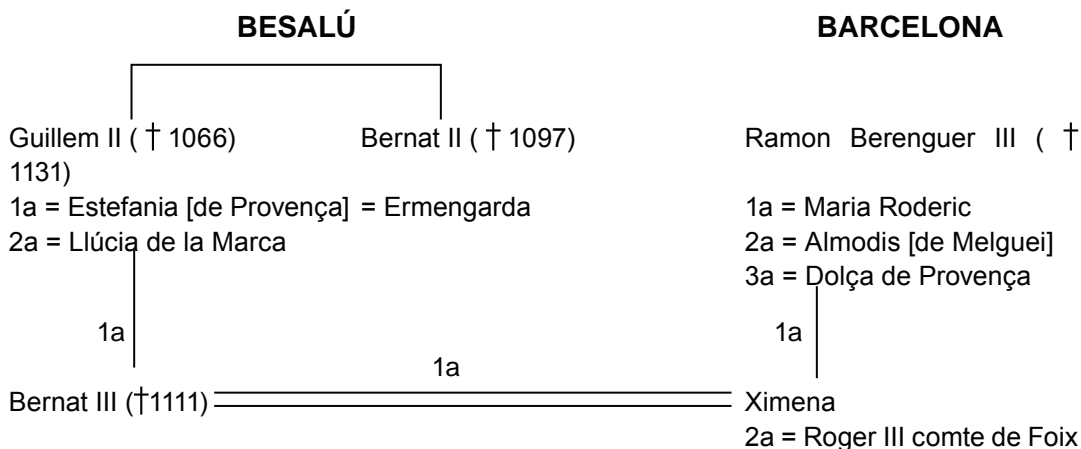 BESALÚ BARCELONA
Guillem II ( † 1066) Bernat II ( † 1097) Ramon Berenguer III ( †
1131)
1a = Estefania [de Provença] = Ermengarda 1a = Maria Roderic
2a = Llúcia de la Marca 2a = Almodis [de Melguei]
3a = Dolça de Provença
1a 1a
1a
Bernat III (†1111) Ximena
2a = Roger III comte de Foix